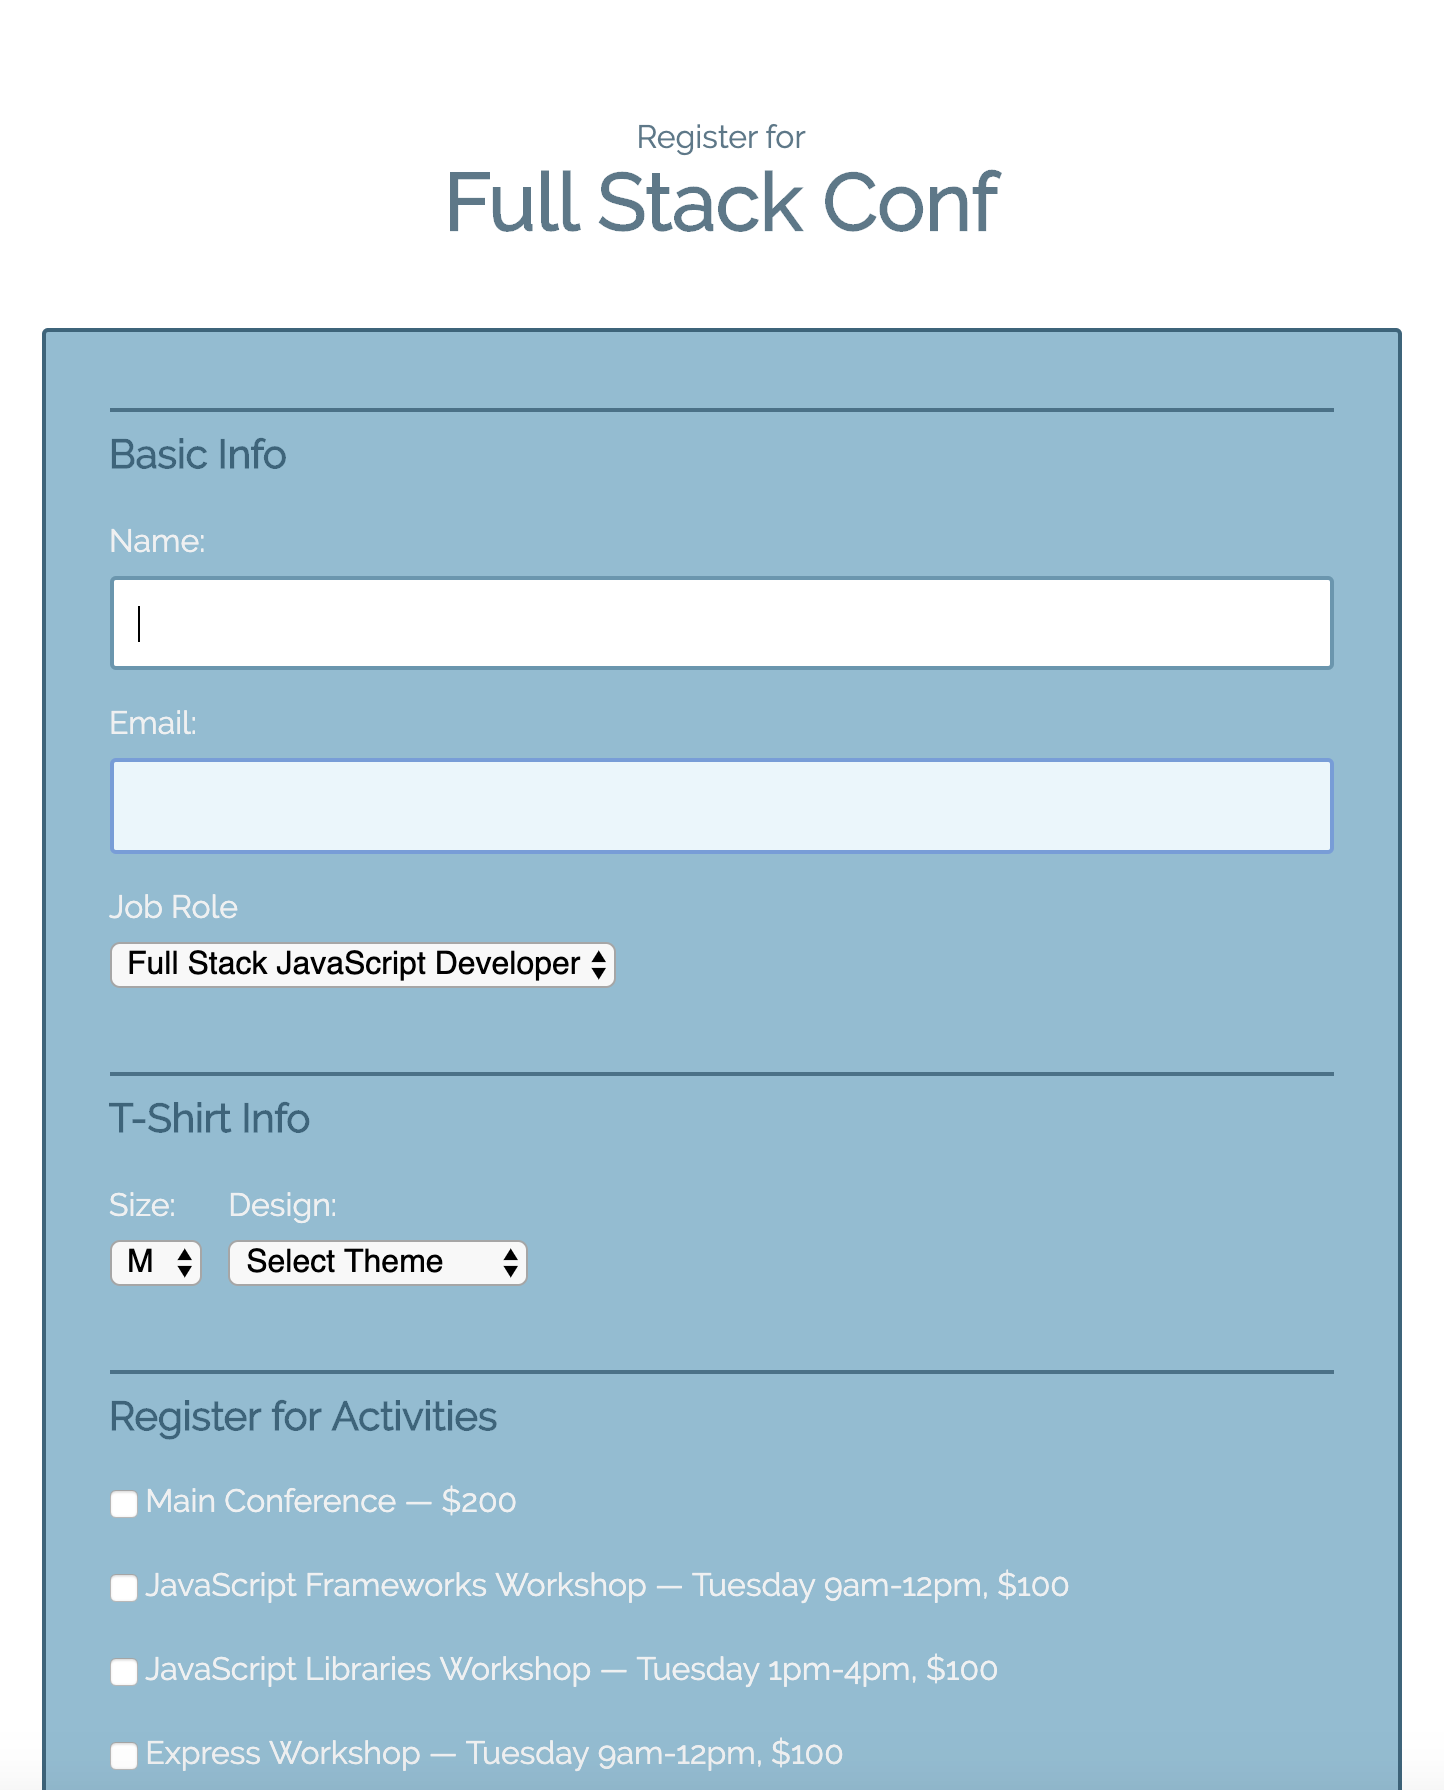 Register for
Full Stack Conf
Basic Info
Name:
Email:
Job Role
Full Stack JavaScript Developer
T-Shirt Info
Size: Design:
M Select Theme
Register for Activities
Main Conference — $200
JavaScript Frameworks Workshop — Tuesday 9am-12pm, $100
JavaScript Libraries Workshop — Tuesday 1pm-4pm, $100
Express Workshop — Tuesday 9am-12pm, $100